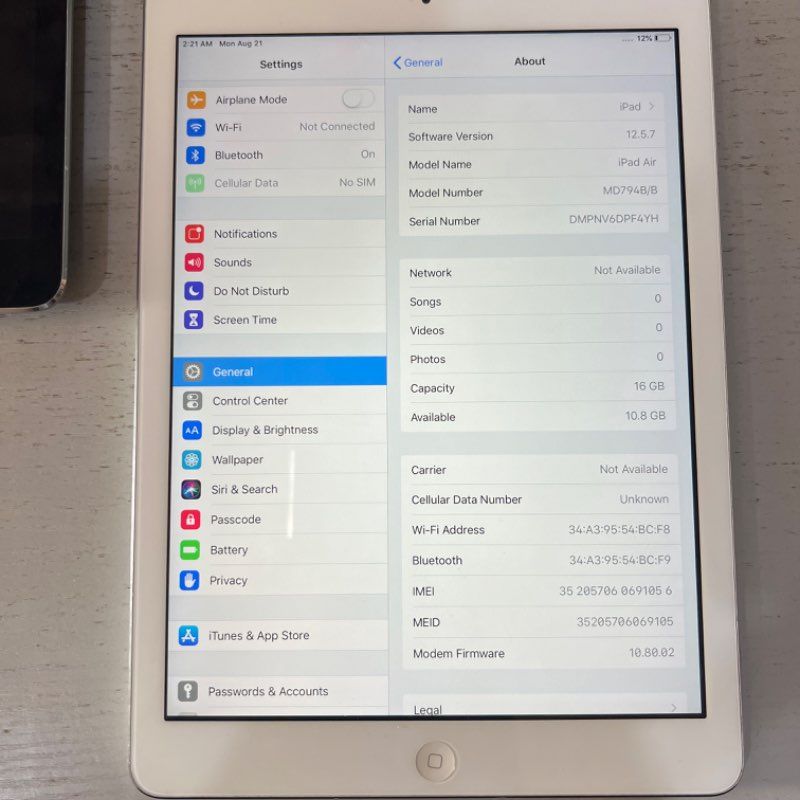 2:21 AM Mon Aug 21
12%
Settings
Airplane Mode
Wi-Fi Not Connected
Bluetooth On
Cellular Data No SIM
Notifications
Sounds
Do Not Disturb
Screen Time
General
Control Center
AA Display & Brightness
Wallpaper
Siri & Search
Passcode
Battery
Privacy
iTunes & App Store
Passwords & Accounts
General About
Name iPad
Software Version 12.5.7
Model Name iPad Air
Model Number MD794B/B
Serial Number DMPNV6DPF4YH
Network Not Available
Songs 0
Videos 0
Photos 0
Capacity 16 GB
Available 10.8 GB
Carrier Not Available
Cellular Data Number Unknown
Wi-Fi Address 34:A3:95:54:BC:F8
Bluetooth 34:A3:95:54:BC:F9
IMEI 35 205706 069105 6
MEID 35205706069105
Modem Firmware 10.80.02
Legal